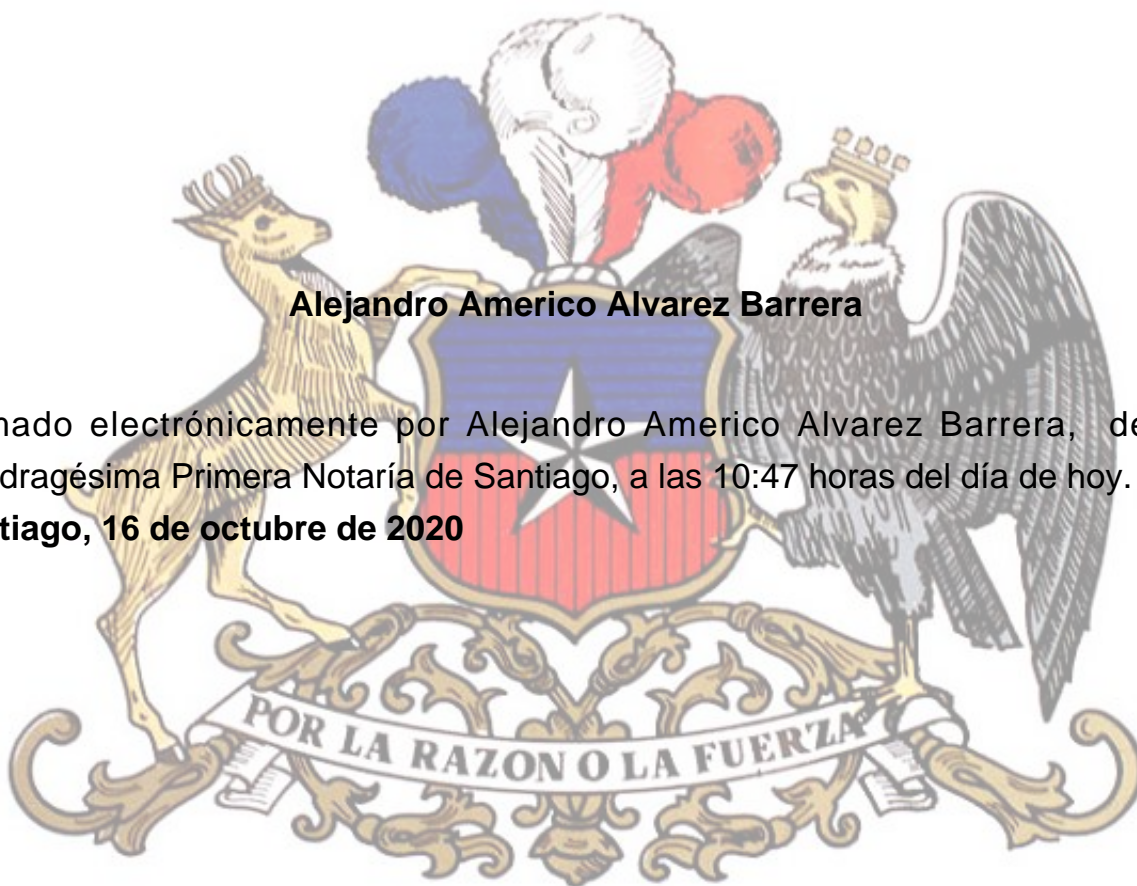 Alejandro Americo Alvarez Barrera
nado electrónicamente por Alejandro Americo Alvarez Barrera, de
dragésima Primera Notaría de Santiago, a las 10:47 horas del día de hoy.
tiago, 16 de octubre de 2020
POR LA RAZON O LA FUERZA